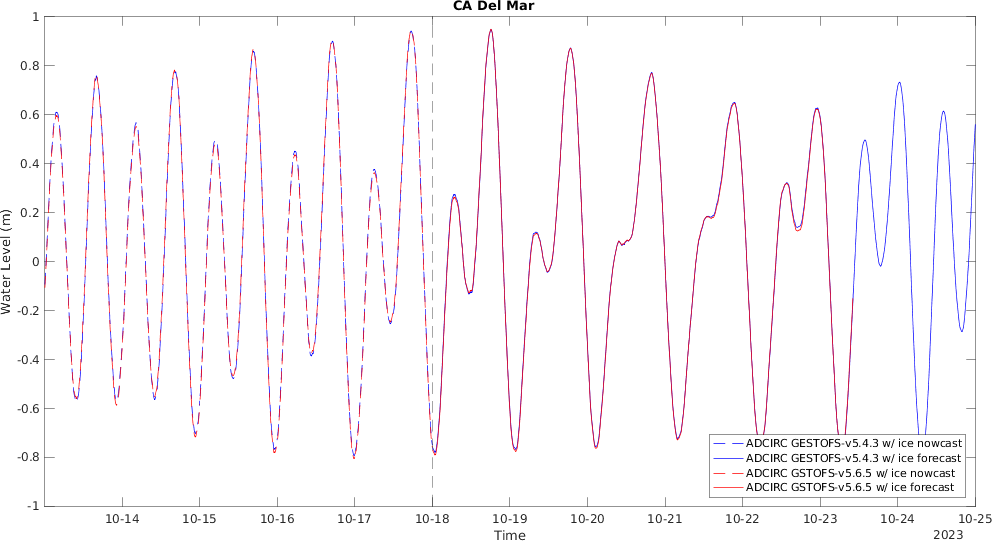 CA Del Mar
1
0.8
0.6
0.4
0.2
0
-0.2
-0.4
-0.6
-0.8
-1
Water Level (m)
10-14 10-15 10-16 10-17 10-18 10-19 10-20 10-21 10-22 10-23 10-24 10-25
Time
2023
ADCIRC GESTOFS-v5.4.3 w/ ice nowcast
ADCIRC GESTOFS-v5.4.3 w/ ice forecast
ADCIRC GSTOFS-v5.6.5 w/ ice nowcast
ADCIRC GSTOFS-v5.6.5 w/ ice forecast